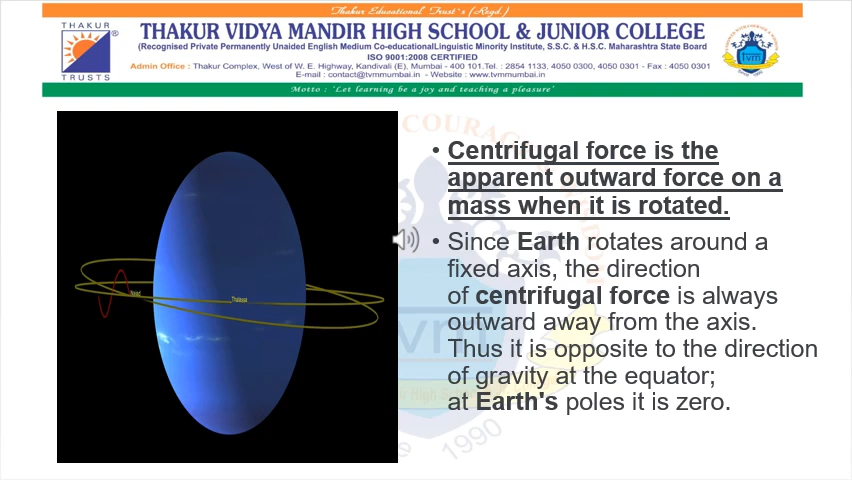 Thakur Educational Trust's (Regd.)
THAKUR
TRUSTS
THAKUR VIDYA MANDIR HIGH SCHOOL & JUNIOR COLLEGE
(Recognised Private Permanently Unaided English Medium Co-educationalLinguistic Minority Institute, S.S.C. & H.S.C. Maharashtra State Board
ISO 9001:2008 CERTIFIED
Admin Office : Thakur Complex, West of W. E. Highway, Kandivali (E), Mumbai - 400 101.Tel. : 2854 1133, 4050 0300, 4050 0301 - Fax : 4050 0301
E-mail : contact@tvmmumbai.in - Website : www.tvmmumbai.in
tvm
Motto : 'Let learning be a joy and teaching a pleasure'
COURAG
• Centrifugal force is the
apparent outward force on a
mass when it is rotated.
• Since Earth rotates around a
fixed axis, the direction
of centrifugal force is always
outward away from the axis.
Thus it is opposite to the direction
of gravity at the equator;
at Earth's poles it is zero.
Thalassa
tvm
1990